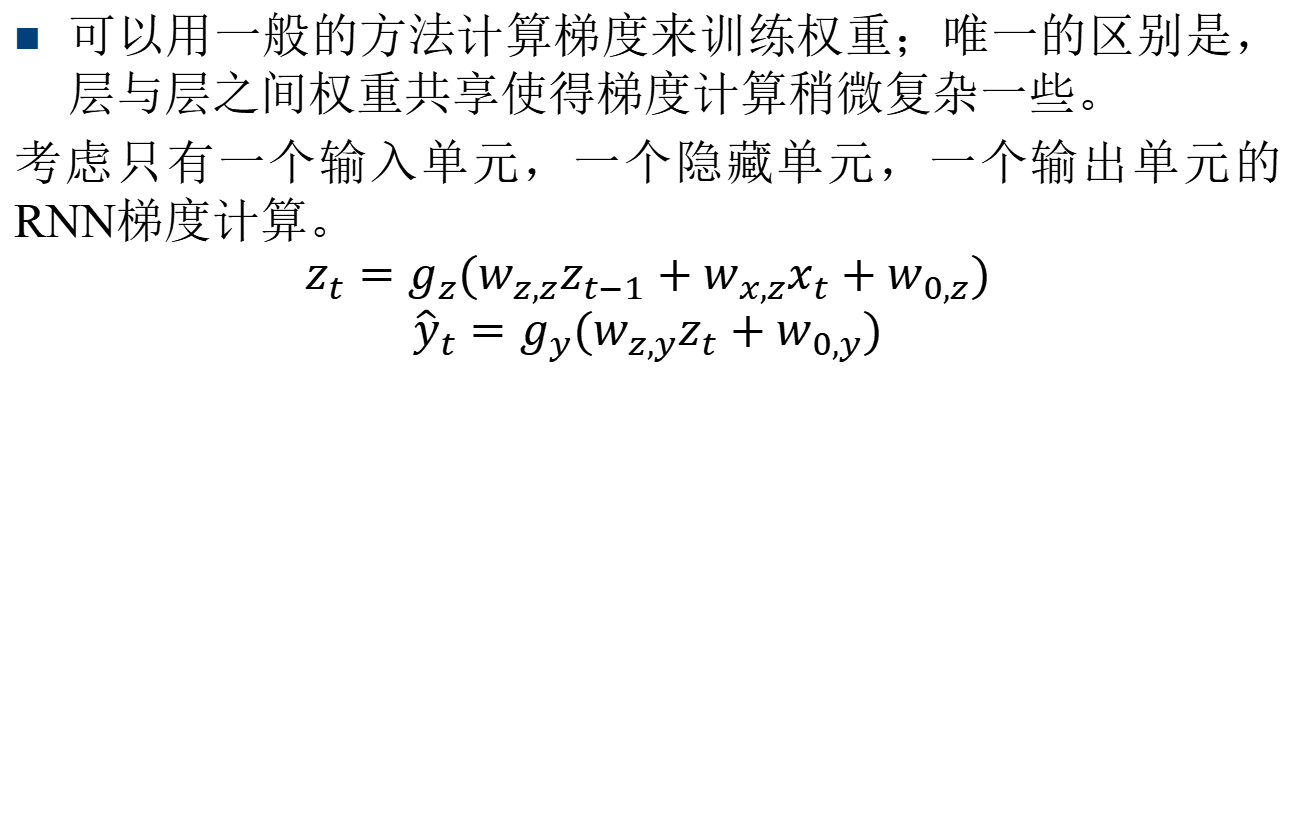 ■ 可以用一般的方法计算梯度来训练权重；唯一的区别是，
层与层之间权重共享使得梯度计算稍微复杂一些。
考虑只有一个输入单元，一个隐藏单元，一个输出单元的
RNN梯度计算。
z_t = g_z(w_{z,z}z_{t−1} + w_{x,z}x_t + w_{0,z})
ŷ_t = g_y(w_{z,y}z_t + w_{0,y})